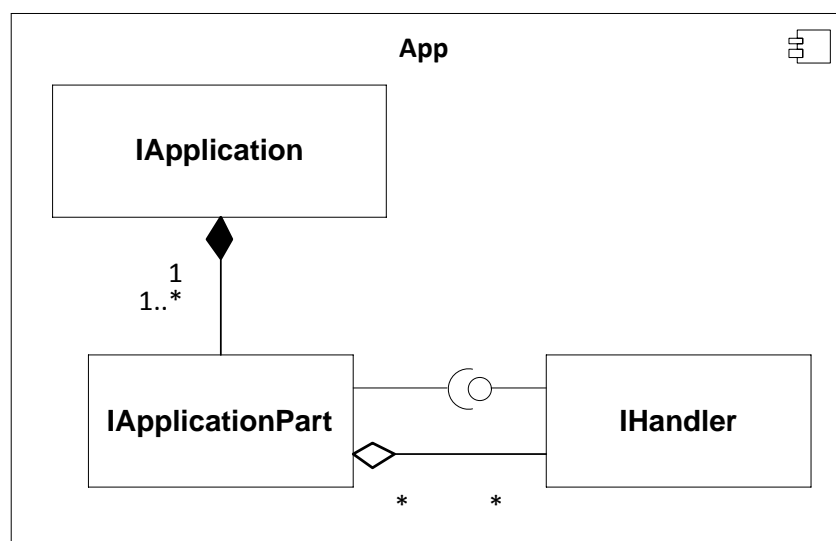 App
IApplication
1
1..*
IApplicationPart
IHandler
* *